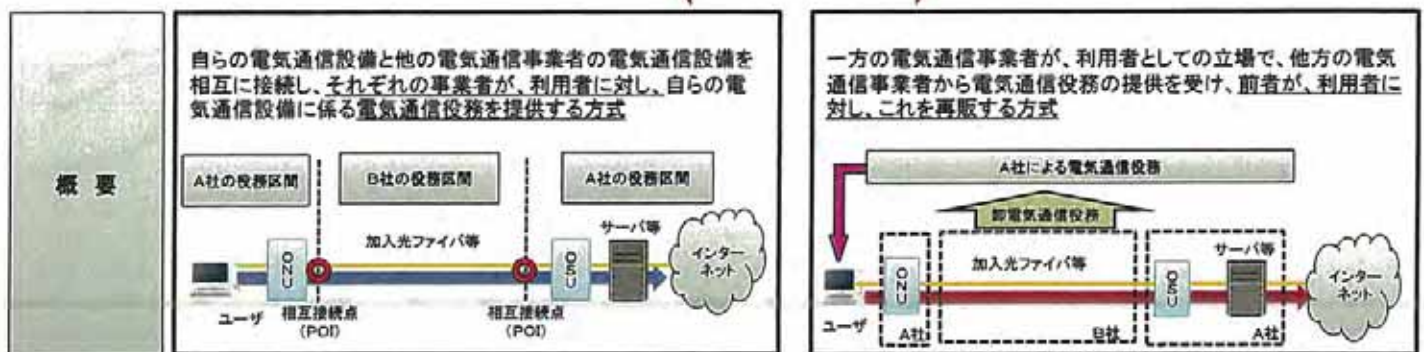 概 要
自らの電気通信設備と他の電気通信事業者の電気通信設備を
相互に接続し、それぞれの事業者が、利用者に対し、自らの電
気通信設備に係る電気通信役務を提供する方式
A社の役務区間
B社の役務区間
A社の役務区間
サーバ等
加入光ファイバ等
ONU
OSU
インター
ネット
ユーザ
相互接続点
(POI)
相互接続点
(POI)
一方の電気通信事業者が、利用者としての立場で、他方の電気
通信事業者から電気通信役務の提供を受け、前者が、利用者に
対し、これを再販する方式
A社による電気通信役務
卸電気通信役務
サーバ等
加入光ファイバ等
ONU
OSU
インター
ネット
ユーザ
A社
B社
A社